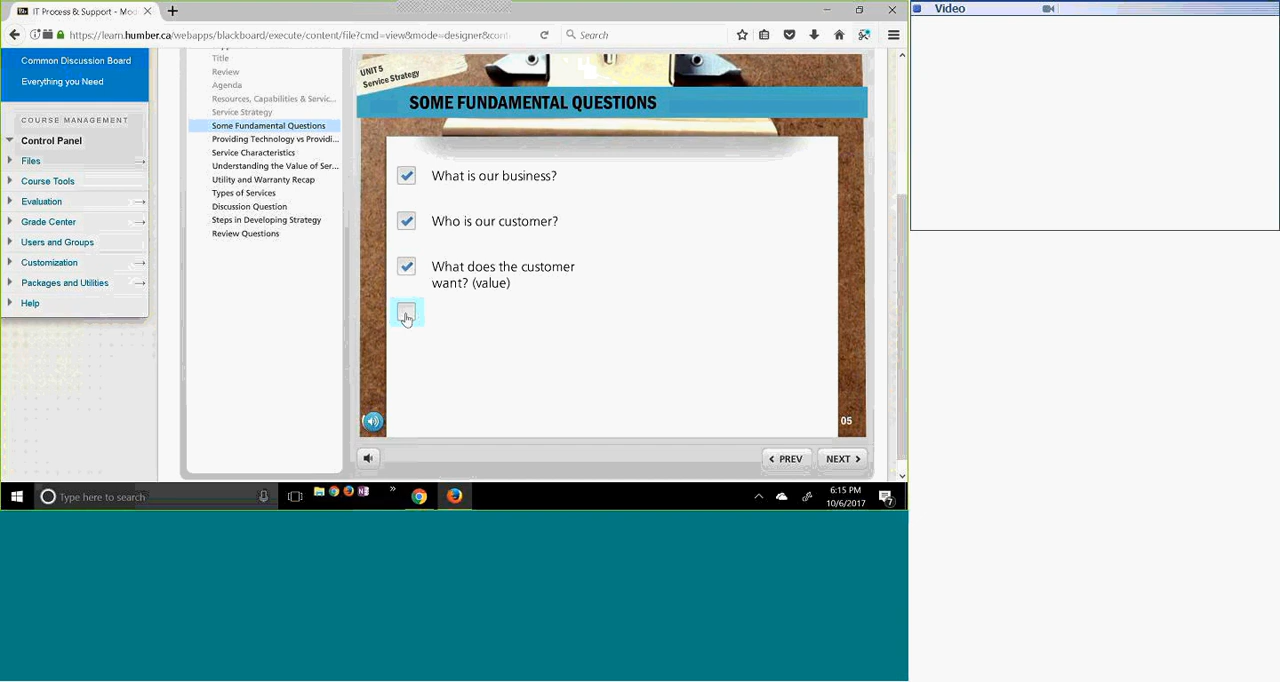 IT Process & Support - Mod
Video
https://learn.humber.ca/webapps/blackboard/execute/content/file?cmd=view&mode=designer&cont
Search
Common Discussion Board
Everything you Need
COURSE MANAGEMENT
Control Panel
Files
Course Tools
Evaluation
Grade Center
Users and Groups
Customization
Packages and Utilities
Help
Title
Review
Agenda
Resources, Capabilities & Servic...
Service Strategy
Some Fundamental Questions
Providing Technology vs Providi...
Service Characteristics
Understanding the Value of Ser...
Utility and Warranty Recap
Types of Services
Discussion Question
Steps in Developing Strategy
Review Questions
UNIT 5
Service Strategy
SOME FUNDAMENTAL QUESTIONS
What is our business?
Who is our customer?
What does the customer
want? (value)
05
PREV
NEXT
Type here to search
6:15 PM
10/6/2017
7